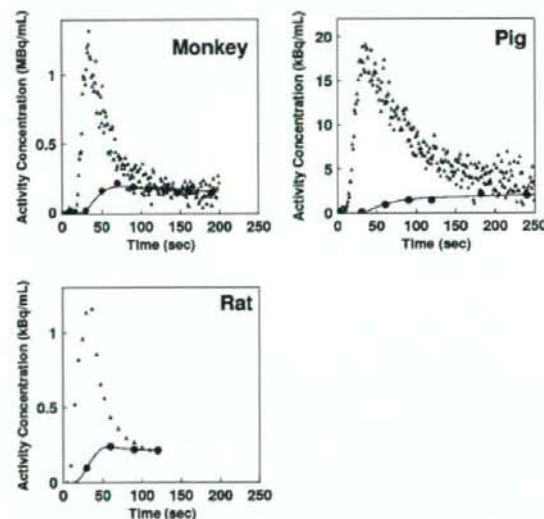 Monkey
Activity Concentration (MBq/mL)
1
0.5
0
0 50 100 150 200 250
Time (sec)
Pig
Activity Concentration (kBq/mL)
20
15
10
5
0
0 50 100 150 200 250
Time (sec)
Rat
Activity Concentration (kBq/mL)
1
0.5
0
0 50 100 150 200 250
Time (sec)